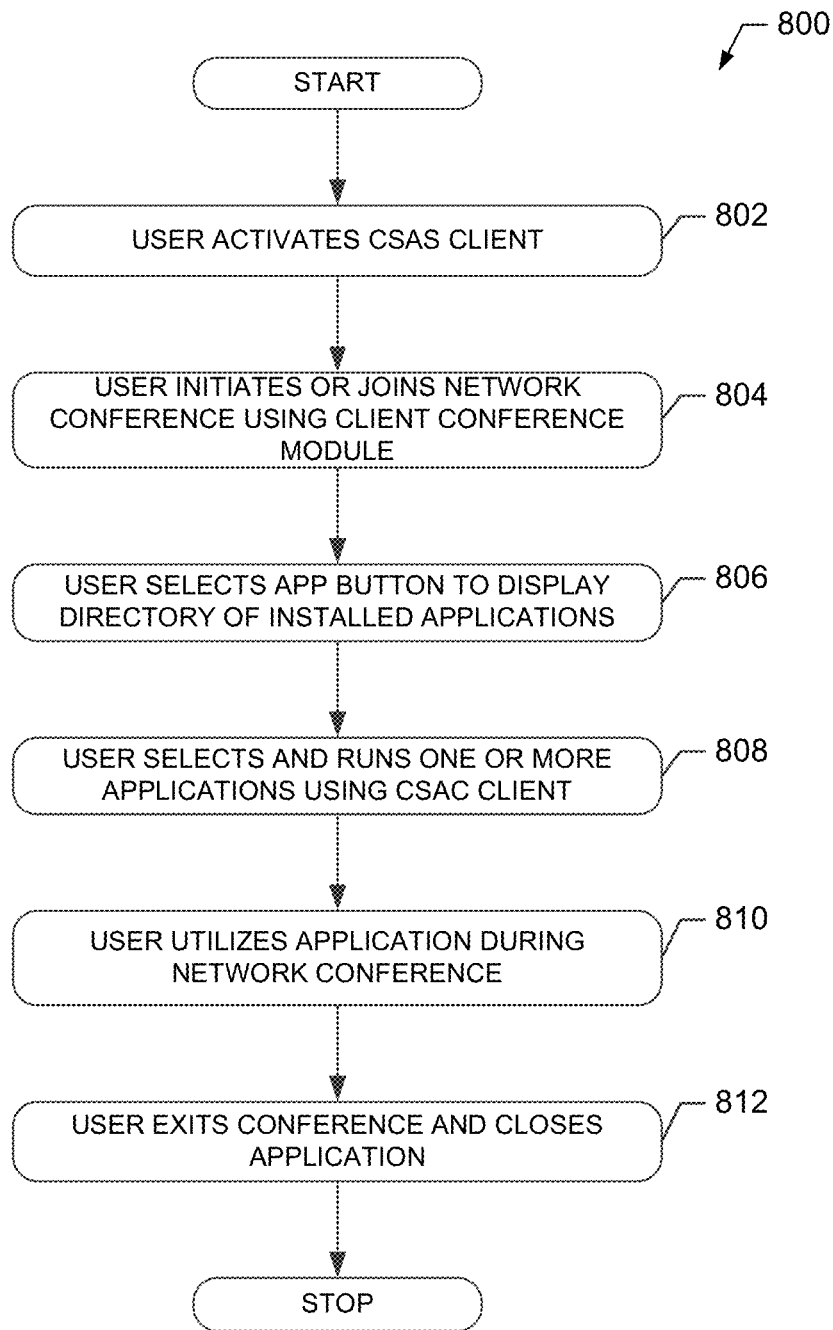 800
START
USER ACTIVATES CSAS CLIENT
802
USER INITIATES OR JOINS NETWORK
CONFERENCE USING CLIENT CONFERENCE
MODULE
804
USER SELECTS APP BUTTON TO DISPLAY
DIRECTORY OF INSTALLED APPLICATIONS
806
USER SELECTS AND RUNS ONE OR MORE
APPLICATIONS USING CSAC CLIENT
808
USER UTILIZES APPLICATION DURING
NETWORK CONFERENCE
810
USER EXITS CONFERENCE AND CLOSES
APPLICATION
812
STOP